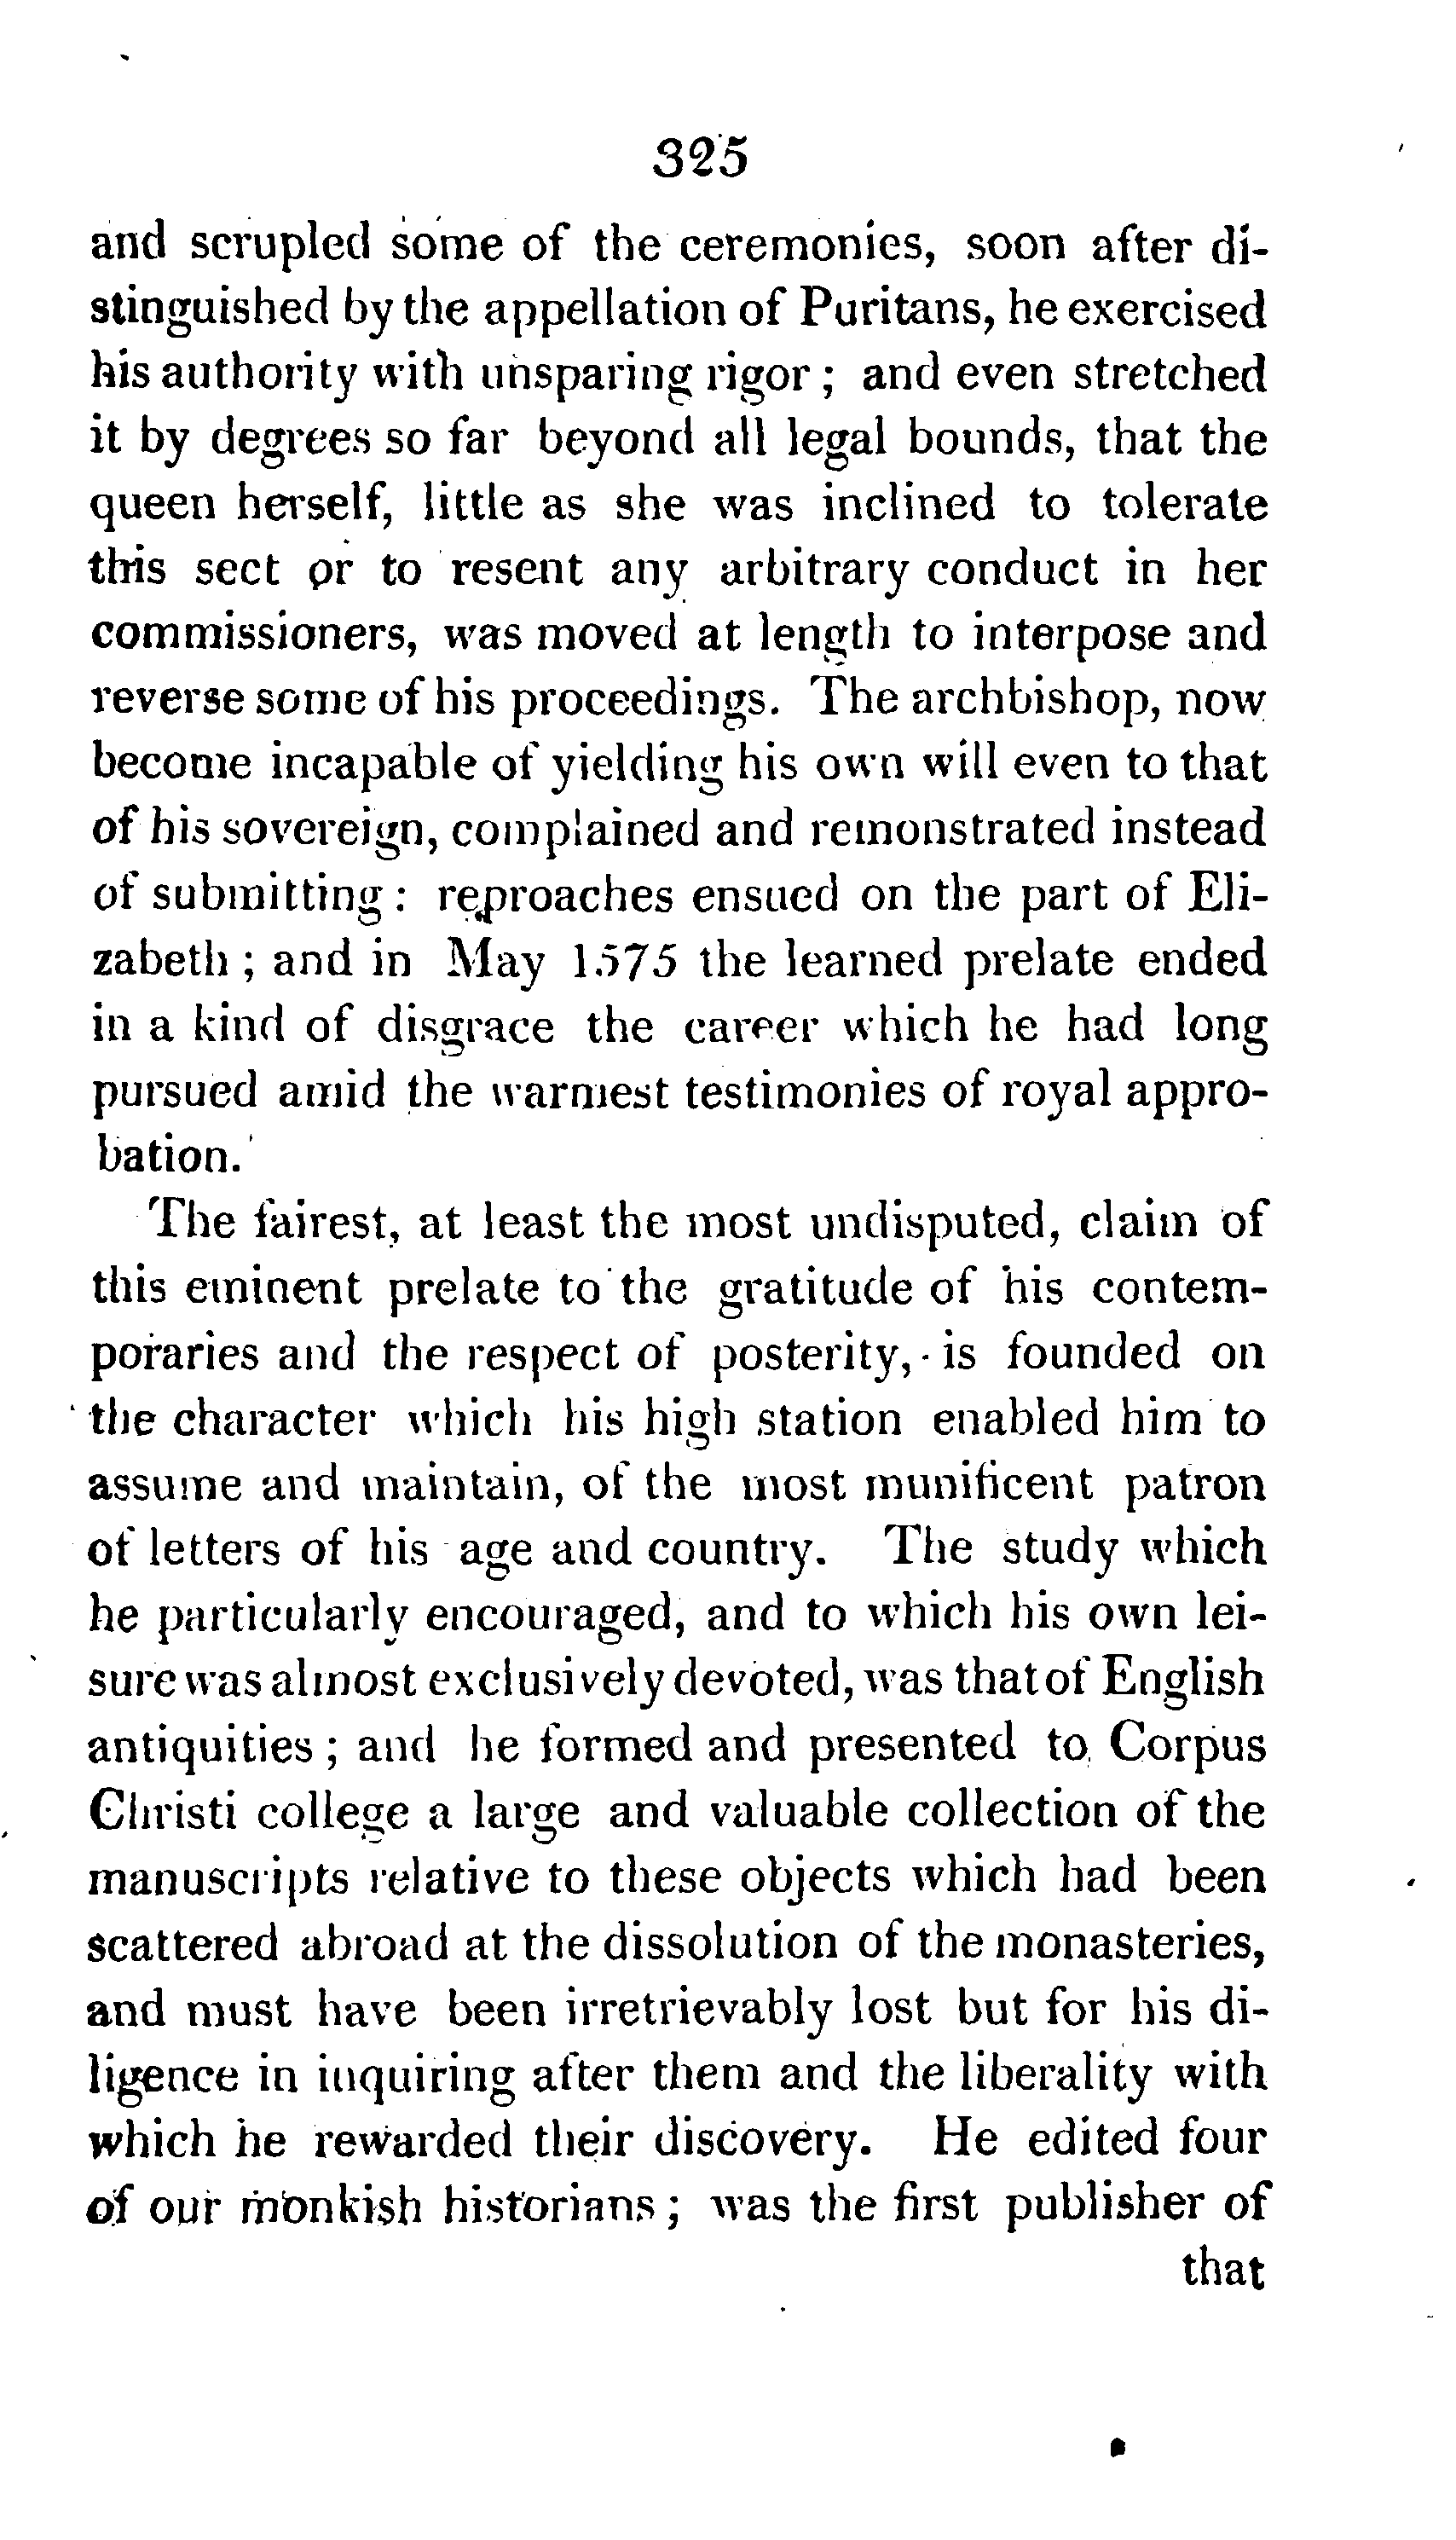 325
and scrupled some of the ceremonies, soon after di-
stinguished by the appellation of Puritans, he exercised
his authority with unsparing rigor ; and even stretched
it by degrees so far beyond all legal bounds, that the
queen herself, little as she was inclined to tolerate
this sect or to resent any arbitrary conduct in her
commissioners, was moved at length to interpose and
reverse some of his proceedings. The archbishop, now
become incapable of yielding his own will even to that
of his sovereign, complained and remonstrated instead
of submitting : reproaches ensued on the part of Eli-
zabeth ; and in May 1575 the learned prelate ended
in a kind of disgrace the career which he had long
pursued amid the warmest testimonies of royal appro-
bation.
The fairest, at least the most undisputed, claim of
this eminent prelate to the gratitude of his contem-
poraries and the respect of posterity, is founded on
the character which his high station enabled him to
assume and maintain, of the most munificent patron
of letters of his age and country. The study which
he particularly encouraged, and to which his own lei-
sure was almost exclusively devoted, was that of English
antiquities ; and he formed and presented to Corpus
Christi college a large and valuable collection of the
manuscripts relative to these objects which had been
scattered abroad at the dissolution of the monasteries,
and must have been irretrievably lost but for his di-
ligence in inquiring after them and the liberality with
which he rewarded their discovery. He edited four
of our monkish historians ; was the first publisher of
that